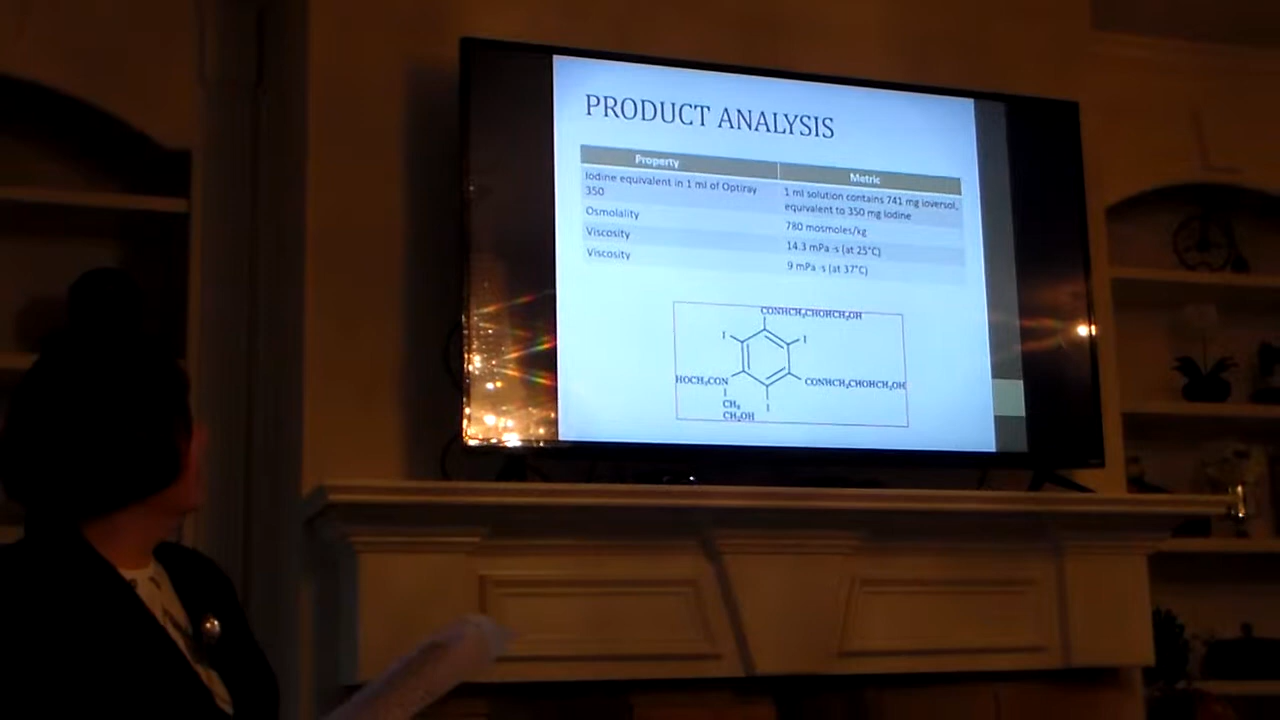 PRODUCT ANALYSIS
Property
Metric
Iodine equivalent in 1 ml of Optiray
350
1 ml solution contains 741 mg ioversol,
equivalent to 350 mg Iodine
Osmolality
780 mosmoles/kg
Viscosity
14.3 mPa -s (at 25°C)
Viscosity
9 mPa -s (at 37°C)
CONHCH₂CHOHCH₂OH
I
I
HOCH₂CON
CONHCH₂CHOHCH₂OH
CH₂
I
CH₂OH